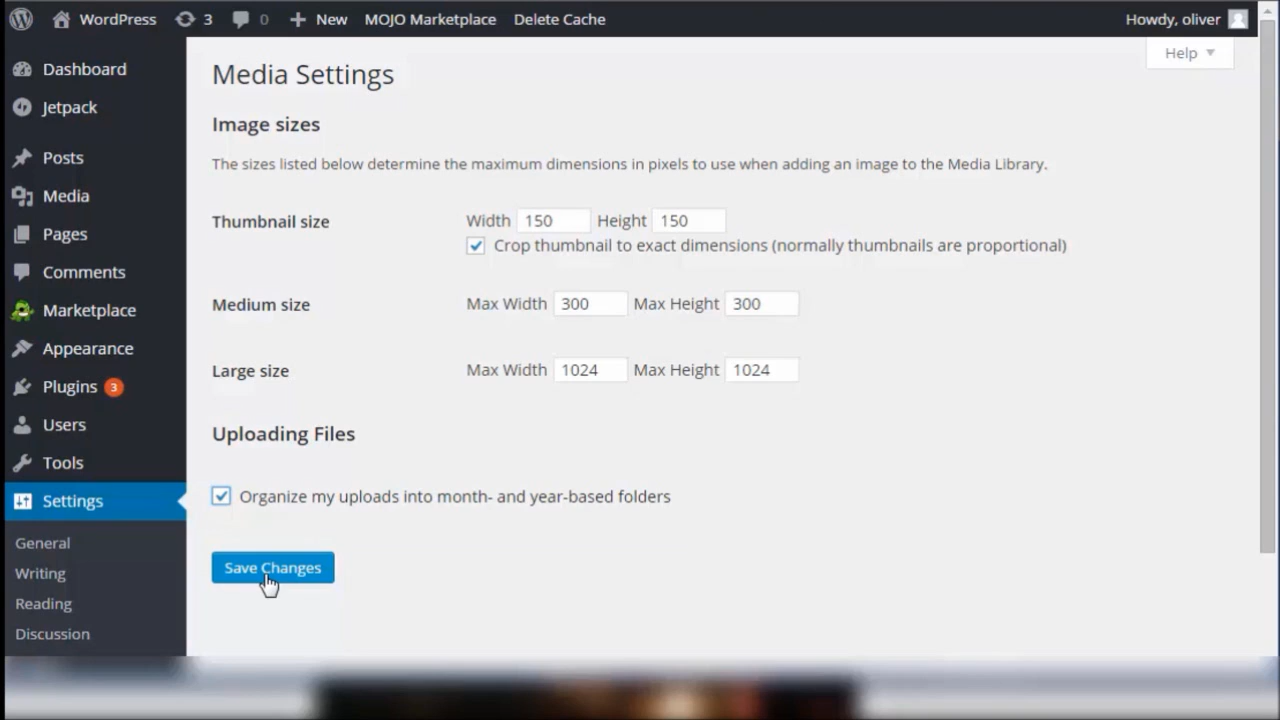 WordPress 3 0 New MOJO Marketplace Delete Cache Howdy, oliver
Help
Dashboard
Jetpack
Posts
Media
Pages
Comments
Marketplace
Appearance
Plugins 3
Users
Tools
Settings
General
Writing
Reading
Discussion
Media Settings
Image sizes
The sizes listed below determine the maximum dimensions in pixels to use when adding an image to the Media Library.
Thumbnail size Width 150 Height 150
Crop thumbnail to exact dimensions (normally thumbnails are proportional)
Medium size Max Width 300 Max Height 300
Large size Max Width 1024 Max Height 1024
Uploading Files
Organize my uploads into month- and year-based folders
Save Changes